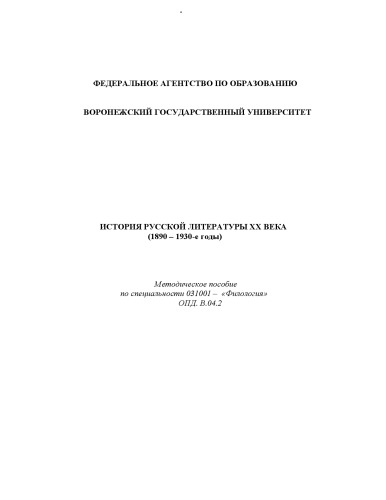 ФЕДЕРАЛЬНОЕ АГЕНТСТВО ПО ОБРАЗОВАНИЮ
ВОРОНЕЖСКИЙ ГОСУДАРСТВЕННЫЙ УНИВЕРСИТЕТ
ИСТОРИЯ РУССКОЙ ЛИТЕРАТУРЫ XX ВЕКА
(1890 – 1930-е годы)
Методическое пособие
по специальности 031001 – «Филология»
ОПД. В.04.2